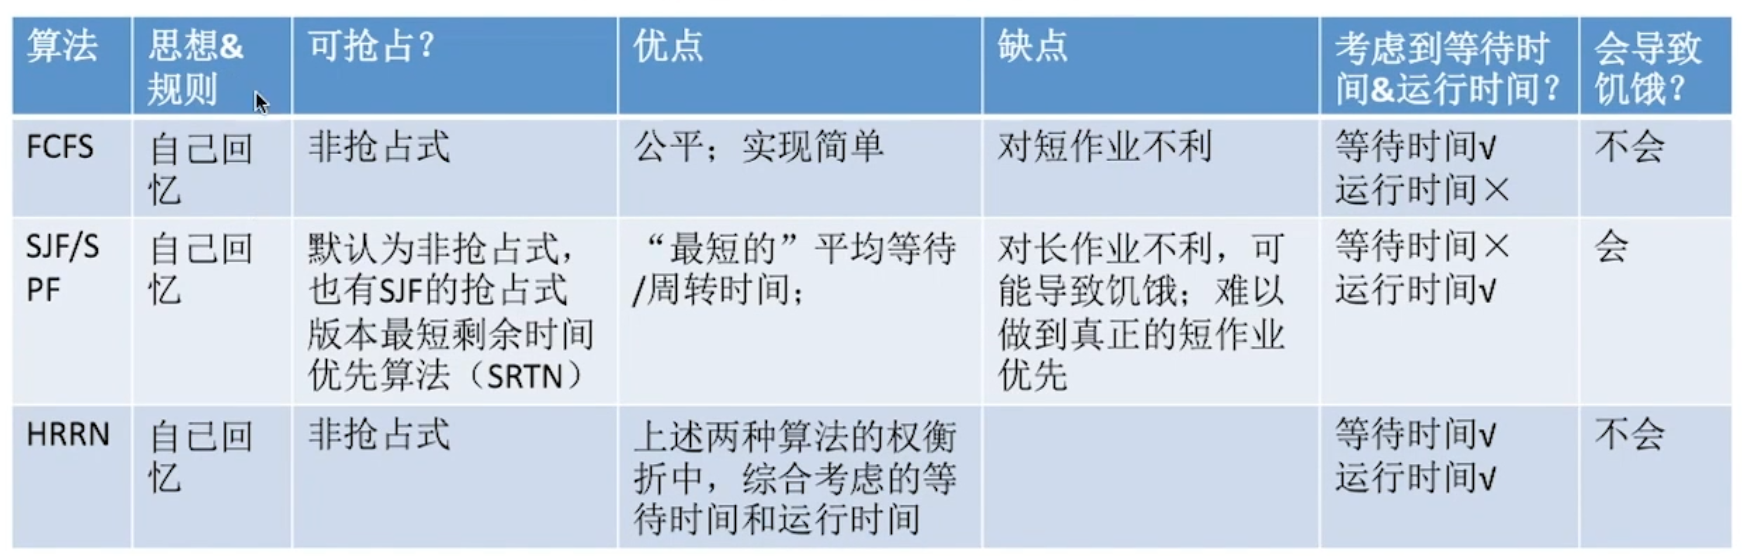 算法
思想&
规则
可抢占？
优点
缺点
考虑到等待时
间&运行时间？
会导致
饥饿？
FCFS
自己回
忆
非抢占式
公平；实现简单
对短作业不利
等待时间√
运行时间×
不会
SJF/S
PF
自己回
忆
默认为非抢占式，
也有SJF的抢占式
版本最短剩余时间
优先算法（SRTN）
“最短的”平均等待
/周转时间；
对长作业不利，可
能导致饥饿；难以
做到真正的短作业
优先
等待时间×
运行时间√
会
HRRN
自己回
忆
非抢占式
上述两种算法的权衡
折中，综合考虑的等
待时间和运行时间
等待时间√
运行时间√
不会